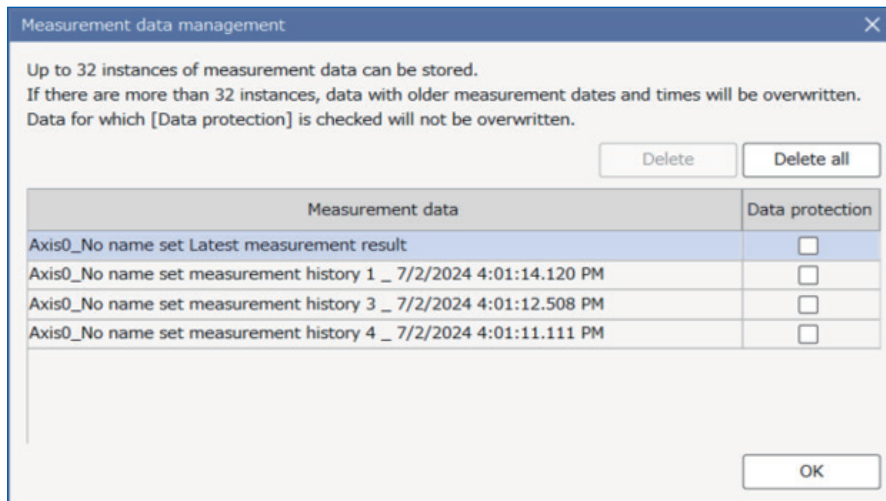 Measurement data management
Up to 32 instances of measurement data can be stored.
If there are more than 32 instances, data with older measurement dates and times will be overwritten.
Data for which [Data protection] is checked will not be overwritten.
Delete Delete all
Measurement data Data protection
Axis0_No name set Latest measurement result
Axis0_No name set measurement history 1 _ 7/2/2024 4:01:14.120 PM
Axis0_No name set measurement history 3 _ 7/2/2024 4:01:12.508 PM
Axis0_No name set measurement history 4 _ 7/2/2024 4:01:11.111 PM
OK